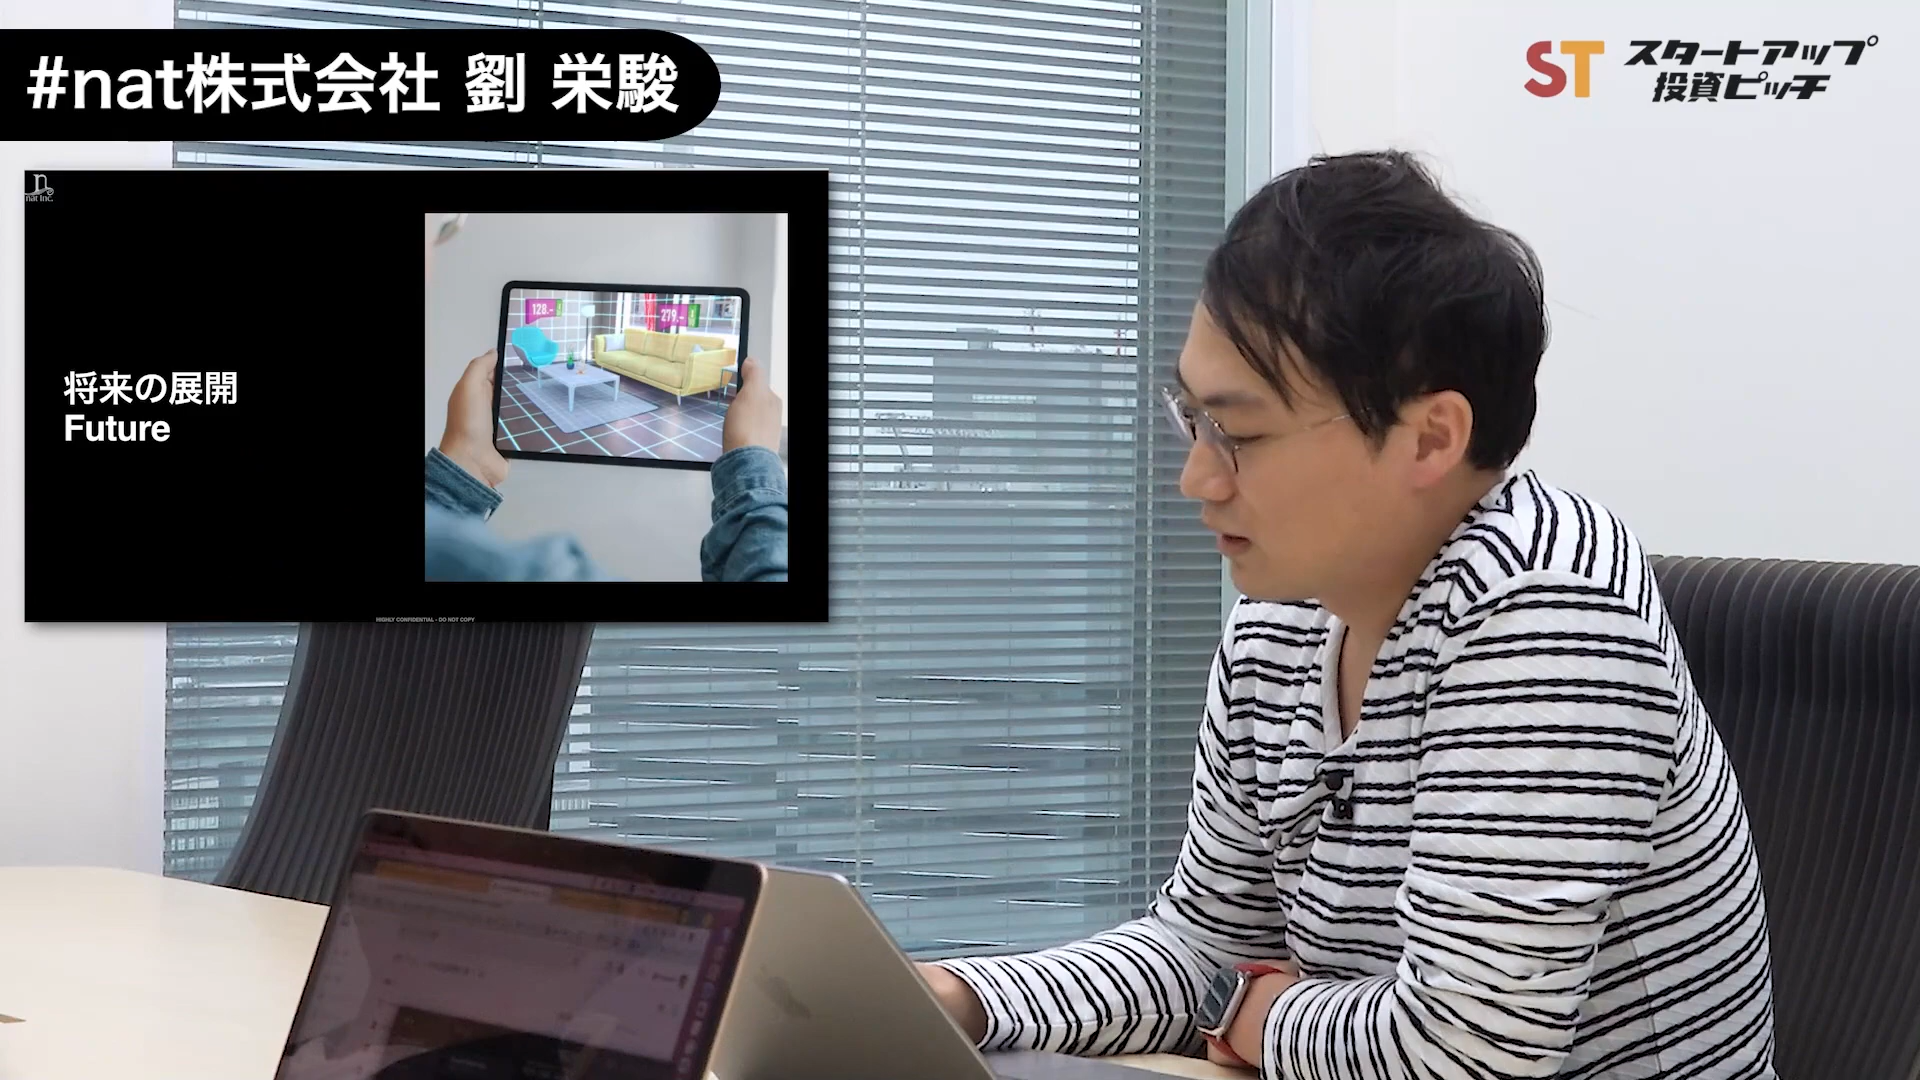 #nat株式会社 劉 栄駿
ST スタートアップ
投資ピッチ
n
nat inc.
128.-
279.-
将来の展開
Future
HIGHLY CONFIDENTIAL - DO NOT COPY